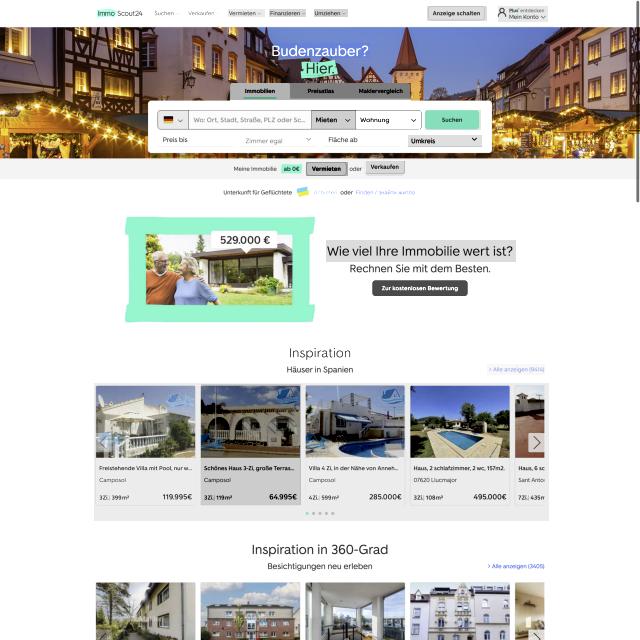 Immo Scout24
Suchen
Verkaufen
Vermieten
Finanzieren
Umziehen
Anzeige schalten
Plus entdecken
Mein Konto
Budenzauber?
Hier.
Immobilien
Preisatlas
Maklervergleich
Wo: Ort, Stadt, Straße, PLZ oder Sc...
Mieten
Wohnung
Suchen
Preis bis
Zimmer egal
Fläche ab
Umkreis
Meine Immobilie ab 0€ Vermieten oder Verkaufen
Unterkunft für Geflüchtete
oder Finden / Знайти житло
529.000 €
Wie viel Ihre Immobilie wert ist?
Rechnen Sie mit dem Besten.
Zur kostenlosen Bewertung
Inspiration
Häuser in Spanien
> Alle anzeigen (9414)
Freistehende Villa mit Pool, nur w...
Camposol
3Zi.| 399m² 119.995€
Schönes Haus 3-Zi, große Terras...
Camposol
3Zi.| 119m² 64.995€
Villa 4 Zi, in der Nähe von Anneh...
Camposol
4Zi.| 599m² 285.000€
Haus, 2 schlafzimmer, 2 wc, 157m2.
07620 Llucmajor
3Zi.| 108m² 495.000€
Haus, 6 sc
Sant Anto
7Zi.| 435m
Inspiration in 360-Grad
Besichtigungen neu erleben
> Alle anzeigen (3405)